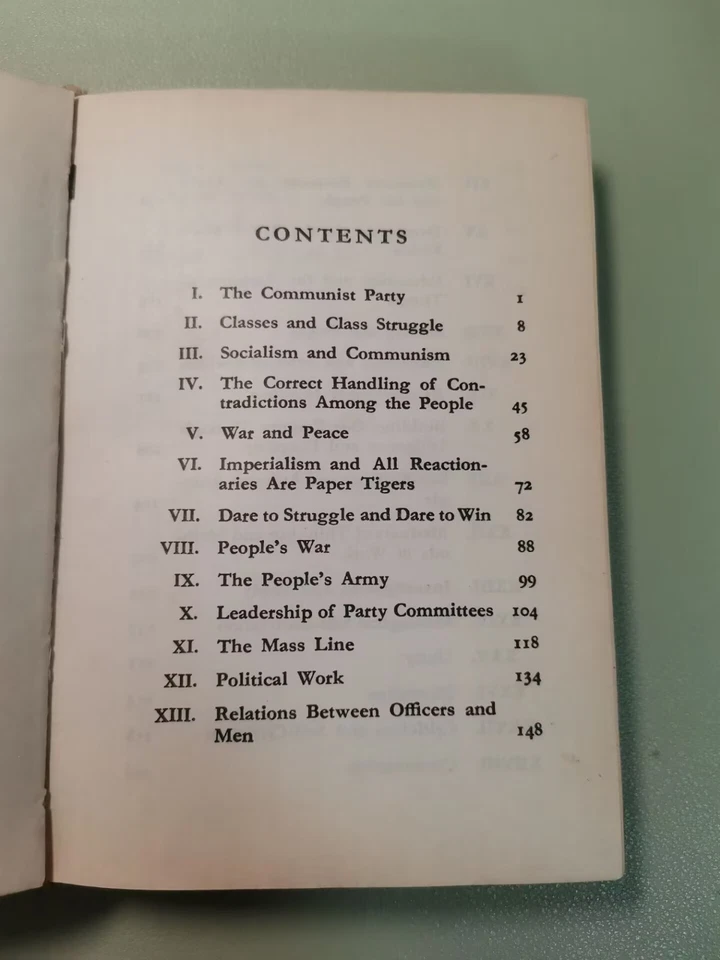 CONTENTS
I. The Communist Party 1
II. Classes and Class Struggle 8
III. Socialism and Communism 23
IV. The Correct Handling of Con-
tradictions Among the People 45
V. War and Peace 58
VI. Imperialism and All Reaction-
aries Are Paper Tigers 72
VII. Dare to Struggle and Dare to Win 82
VIII. People's War 88
IX. The People's Army 99
X. Leadership of Party Committees 104
XI. The Mass Line 118
XII. Political Work 134
XIII. Relations Between Officers and
Men 148